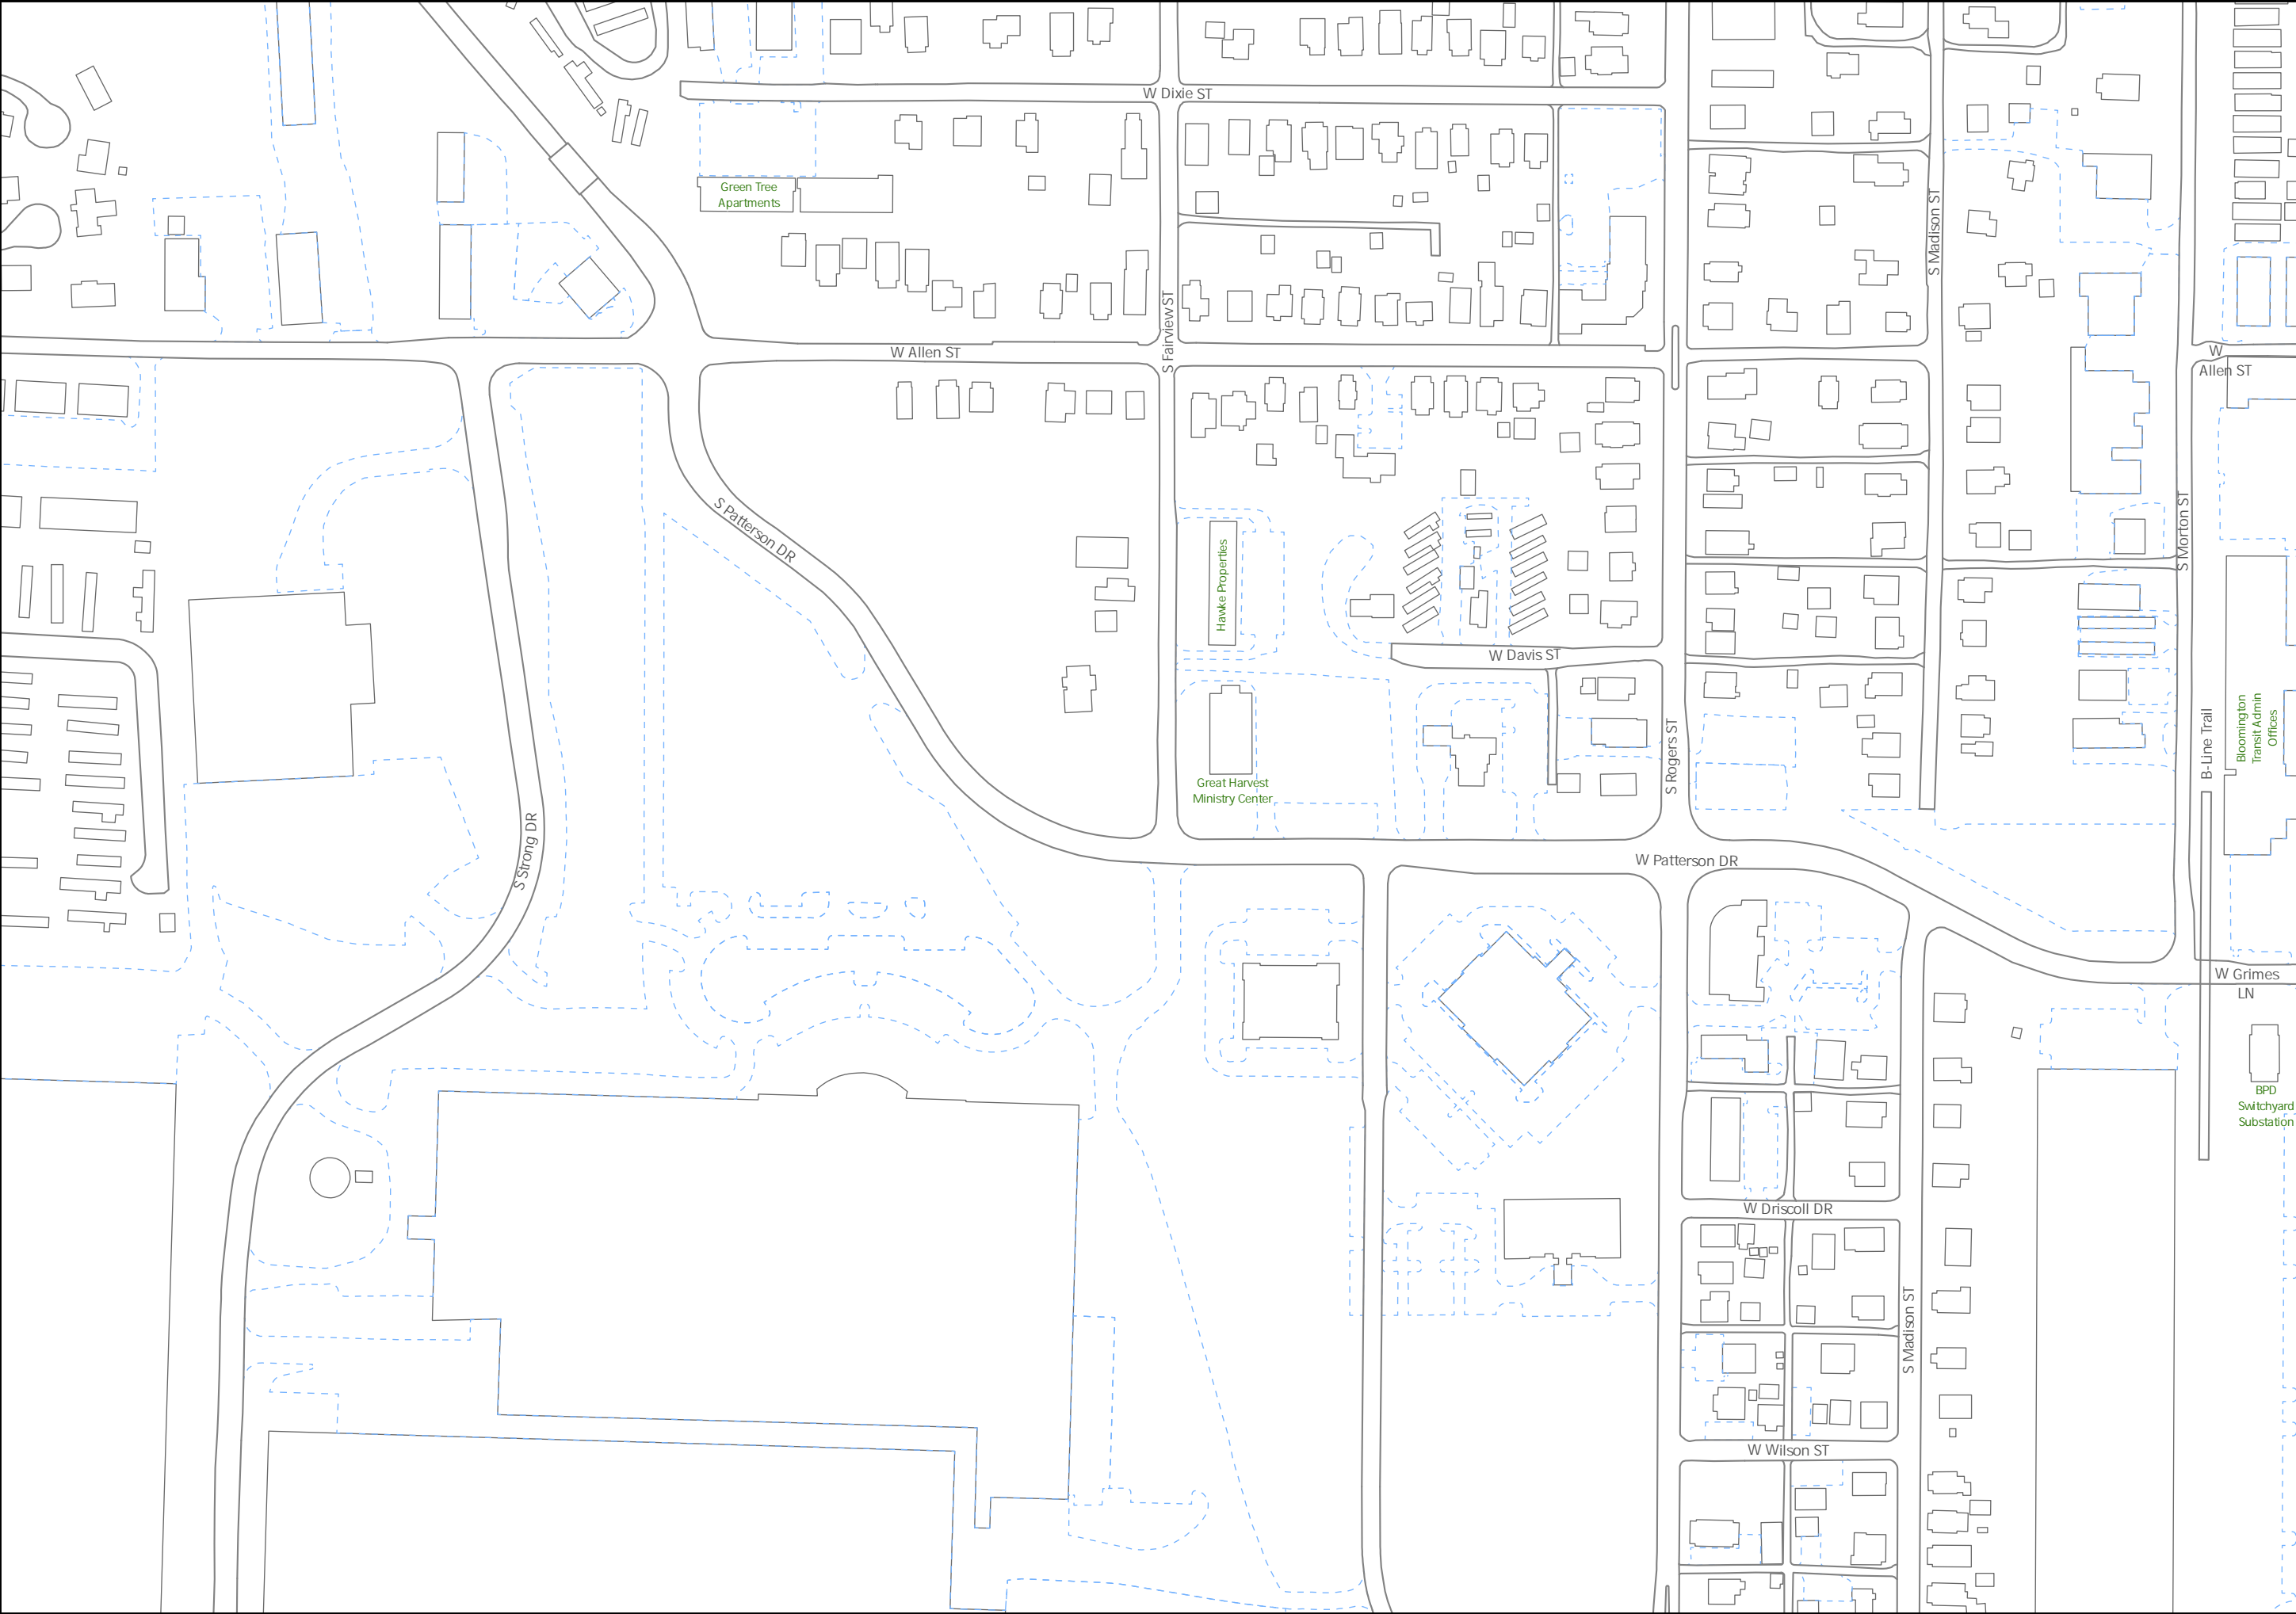 W Dixie ST
Green Tree
Apartments
S Madison ST
S Fairview ST
W Allen ST
W
Allen ST
S Patterson DR
Hawke Properties
S Morton ST
W Davis ST
S Rogers ST
B-Line Trail
Bloomington
Transit Admin
Offices
Great Harvest
Ministry Center
S Strong DR
W Patterson DR
W Grimes
LN
BPD
Switchyard
Substation
W Driscoll DR
S Madison ST
W Wilson ST